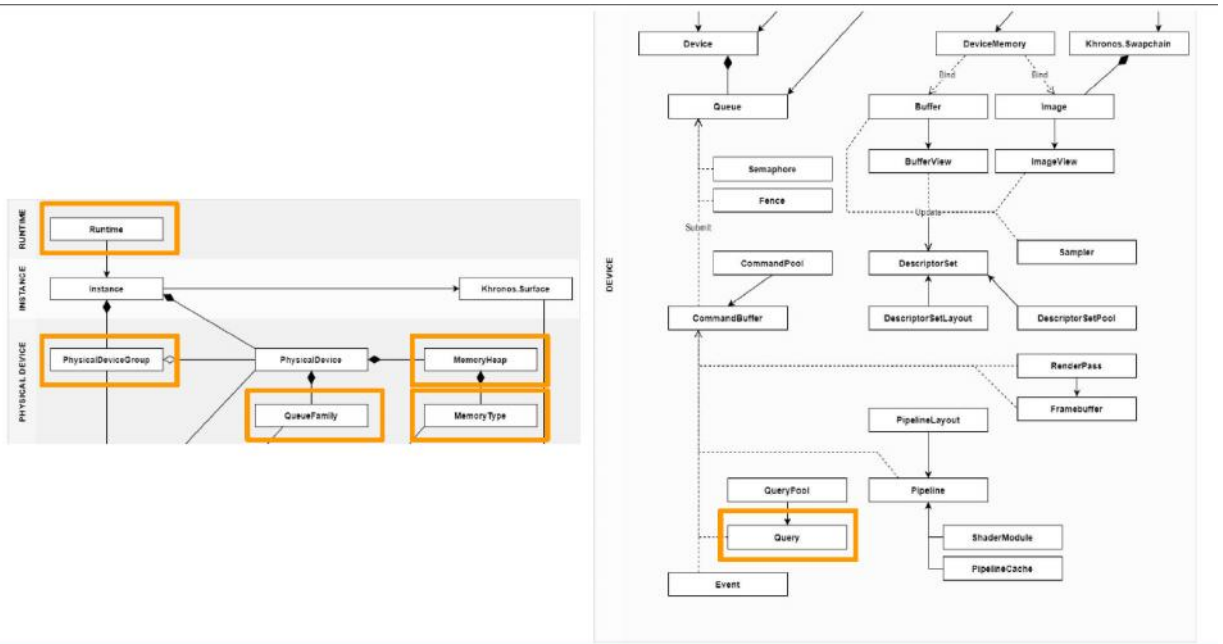 RUNTIME
Runtime
INSTANCE
Instance
Khronos.Surface
PHYSICAL DEVICE
PhysicalDeviceGroup
PhysicalDevice
MemoryHeap
QueueFamily
MemoryType
DEVICE
Device
DeviceMemory
Khronos.Swapchain
Bind
Bind
Queue
Buffer
Image
BufferView
ImageView
Semaphore
Fence
Update
Submit
Sampler
CommandPool
DescriptorSet
CommandBuffer
DescriptorSetLayout
DescriptorSetPool
RenderPass
Framebuffer
PipelineLayout
QueryPool
Pipeline
Query
ShaderModule
PipelineCache
Event